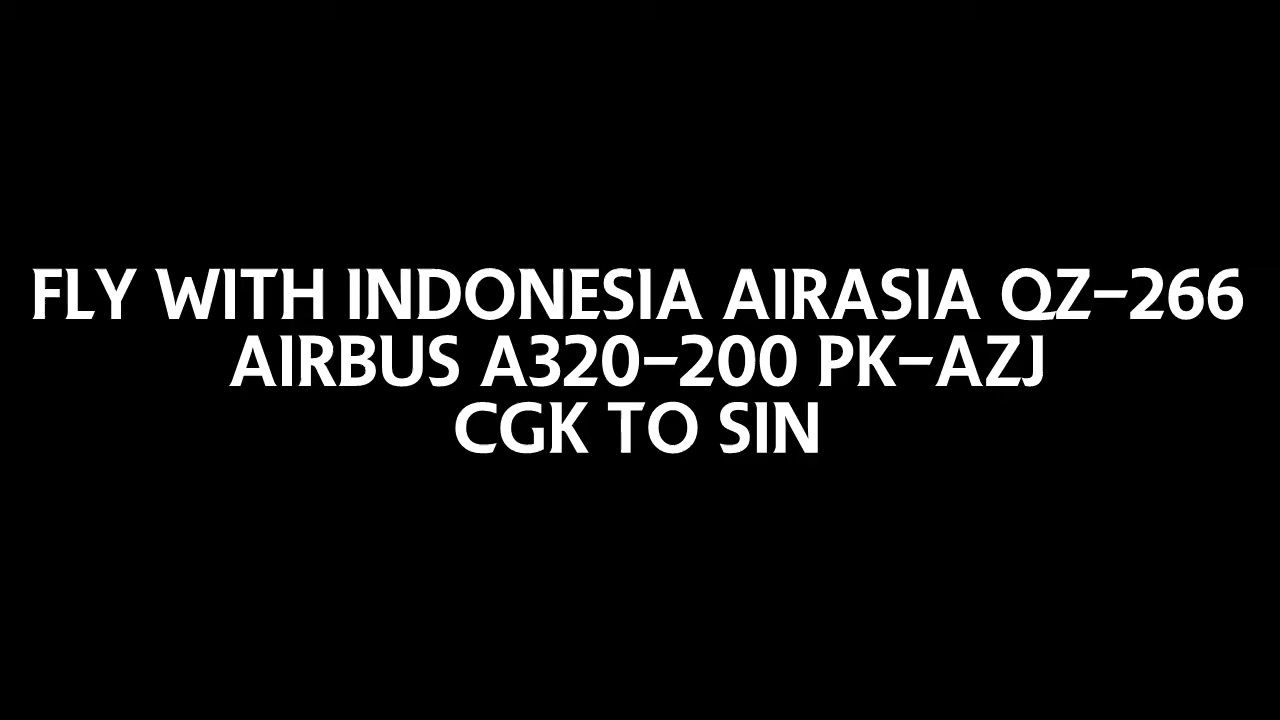 FLY WITH INDONESIA AIRASIA QZ-266
AIRBUS A320-200 PK-AZJ
CGK TO SIN